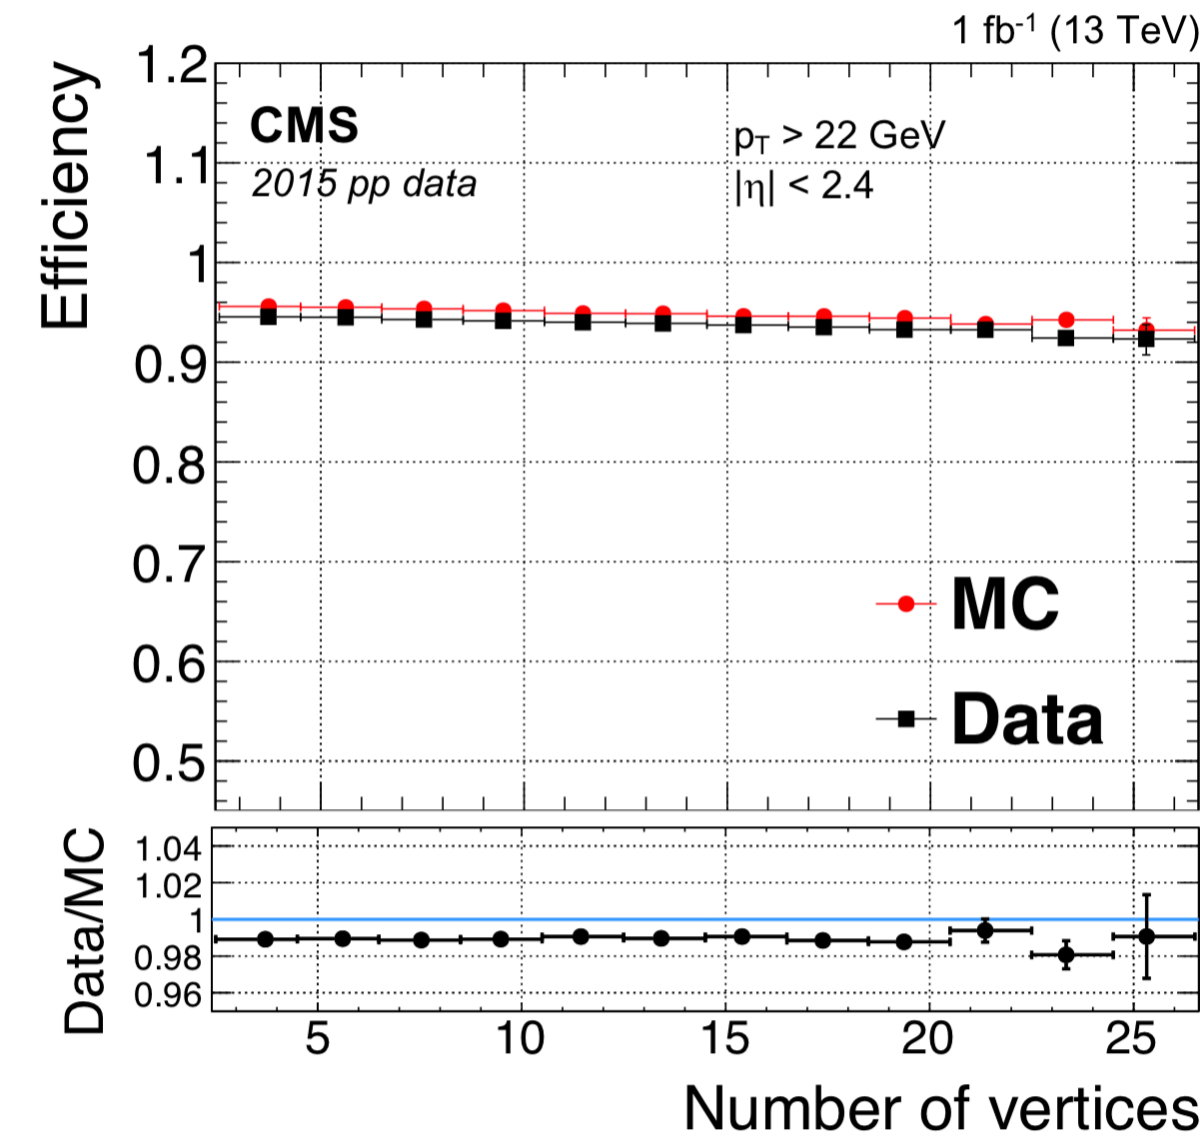 1 fb-1 (13 TeV)
Efficiency
1.2
1.1
1
0.9
0.8
0.7
0.6
0.5
CMS
2015 pp data
pT > 22 GeV
|η| < 2.4
MC
Data
Data/MC
1.04
1.02
1
0.98
0.96
5 10 15 20 25
Number of vertices